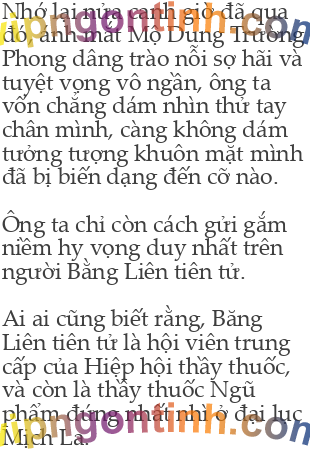 Nhớ lại nửa canh giờ đã qua
đó, ánh mắt Mộ Dung Trường
Phong dâng trào nỗi sợ hãi và
tuyệt vọng vô ngần, ông ta
vốn chẳng dám nhìn thử tay
chân mình, càng không dám
tưởng tượng khuôn mặt mình
đã bị biến dạng đến cỡ nào.

Ông ta chỉ còn cách gửi gắm
niềm hy vọng duy nhất trên
người Bằng Liên tiên tử.

Ai ai cũng biết rằng, Băng
Liên tiên tử là hội viên trung
cấp của Hiệp hội thầy thuốc,
và còn là thầy thuốc Ngũ
phẩm đứng nhất nhì ở đại lục
Mịch La.
vipngontinh.com
vipngontinh.com